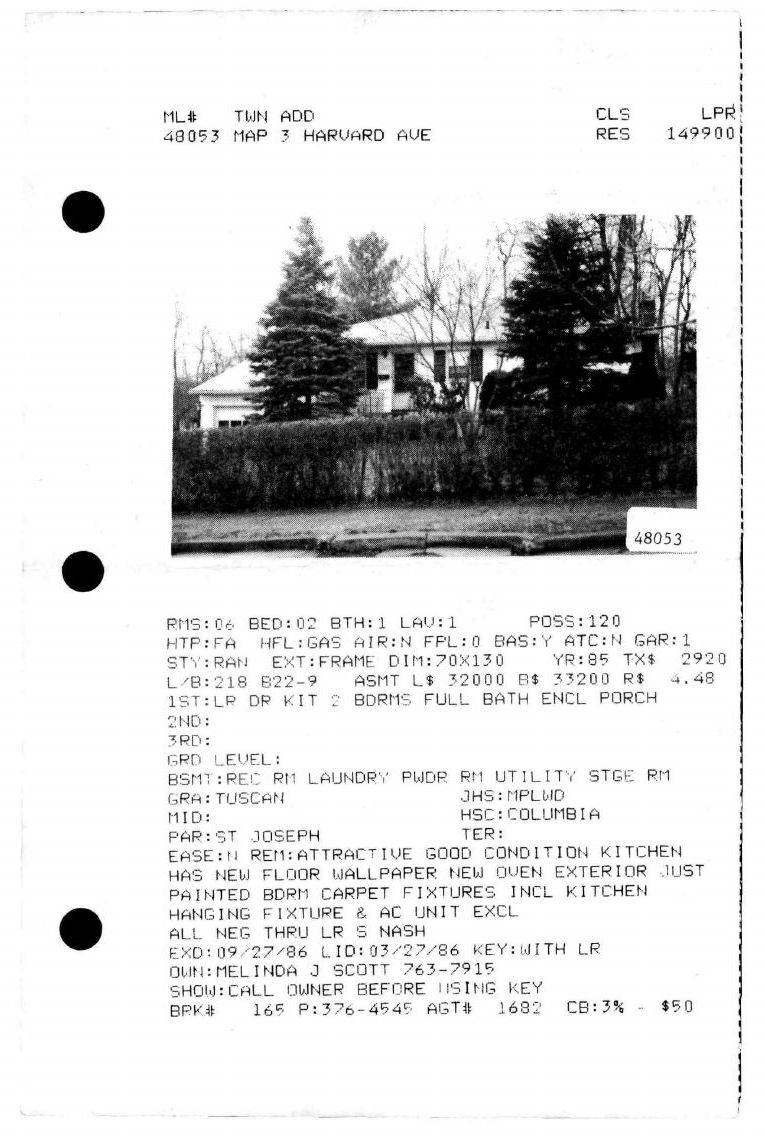 ML# TWN ADD CLS LPR
48053 MAP 3 HARVARD AVE RES 149900
48053
RMS:06 BED:02 BTH:1 LAV:1 POSS:120
HTP:FA HFL:GAS AIR:N FPL:0 BAS:Y ATC:N GAR:1
STY:RAN EXT:FRAME DIM:70X130 YR:85 TX$ 2920
L/B:218 B22-9 ASMT L$ 32000 B$ 33200 R$ 4.48
1ST:LR DR KIT 2 BDRMS FULL BATH ENCL PORCH
2ND:
3RD:
GRD LEVEL:
BSMT:REC RM LAUNDRY PWDR RM UTILITY STGE RM
GRA:TUSCAN JHS:MPLWD
MID: HSC:COLUMBIA
PAR:ST JOSEPH TER:
EASE:N REM:ATTRACTIVE GOOD CONDITION KITCHEN
HAS NEW FLOOR WALLPAPER NEW OVEN EXTERIOR JUST
PAINTED BDRM CARPET FIXTURES INCL KITCHEN
HANGING FIXTURE & AC UNIT EXCL
ALL NEG THRU LR S NASH
EXD:09/27/86 LID:03/27/86 KEY:WITH LR
OWN:MELINDA J SCOTT 763-7915
SHOW:CALL OWNER BEFORE USING KEY
BRK# 165 P:376-4545 AGT# 1682 CB:3% - $50